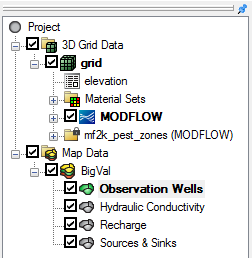 Project
3D Grid Data
grid
elevation
Material Sets
MODFLOW
mf2k_pest_zones (MODFLOW)
Map Data
BigVal
Observation Wells
Hydraulic Conductivity
Recharge
Sources & Sinks